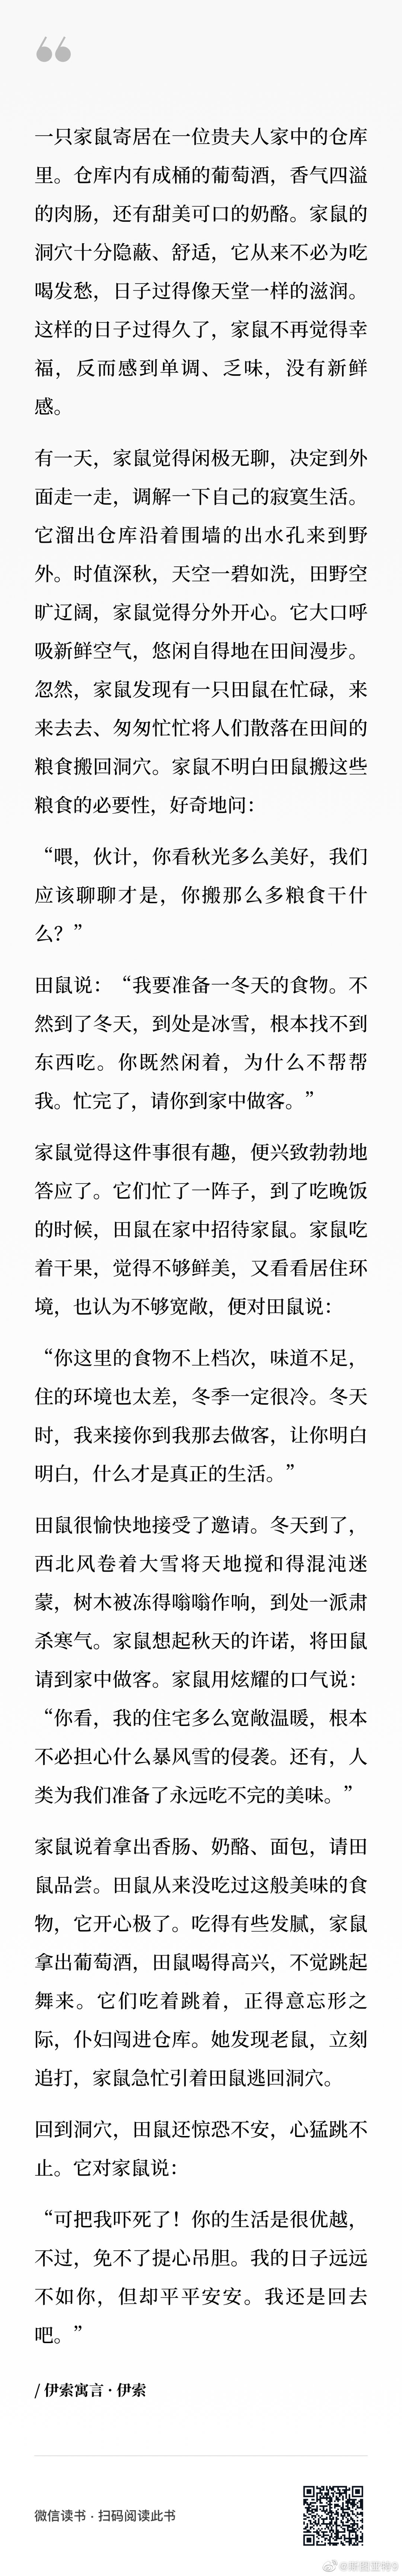 一只家鼠寄居在一位贵夫人家中的仓库
里。仓库内有成桶的葡萄酒，香气四溢
的肉肠，还有甜美可口的奶酪。家鼠的
洞穴十分隐蔽、舒适，它从来不必为吃
喝发愁，日子过得像天堂一样的滋润。
这样的日子过得久了，家鼠不再觉得幸
福，反而感到单调、乏味，没有新鲜
感。
有一天，家鼠觉得闲极无聊，决定到外
面走一走，调解一下自己的寂寞生活。
它溜出仓库沿着围墙的出水孔来到野
外。时值深秋，天空一碧如洗，田野空
旷辽阔，家鼠觉得分外开心。它大口呼
吸新鲜空气，悠闲自得地在田间漫步。
忽然，家鼠发现有一只田鼠在忙碌，来
来去去、匆匆忙忙将人们散落在田间的
粮食搬回洞穴。家鼠不明白田鼠搬这些
粮食的必要性，好奇地问：
“喂，伙计，你看秋光多么美好，我们
应该聊聊才是，你搬那么多粮食干什
么？”
田鼠说：“我要准备一冬天的食物。不
然到了冬天，到处是冰雪，根本找不到
东西吃。你既然闲着，为什么不帮帮
我。忙完了，请你到家中做客。”
家鼠觉得这件事很有趣，便兴致勃勃地
答应了。它们忙了一阵子，到了吃晚饭
的时候，田鼠在家中招待家鼠。家鼠吃
着干果，觉得不够鲜美，又看看居住环
境，也认为不够宽敞，便对田鼠说：
“你这里的食物不上档次，味道不足，
住的环境也太差，冬季一定很冷。冬天
时，我来接你到我那去做客，让你明白
明白，什么才是真正的生活。”
田鼠很愉快地接受了邀请。冬天到了，
西北风卷着大雪将天地搅和得混沌迷
蒙，树木被冻得嗡嗡作响，到处一派肃
杀寒气。家鼠想起秋天的许诺，将田鼠
请到家中做客。家鼠用炫耀的口气说：
“你看，我的住宅多么宽敞温暖，根本
不必担心什么暴风雪的侵袭。还有，人
类为我们准备了永远吃不完的美味。”
家鼠说着拿出香肠、奶酪、面包，请田
鼠品尝。田鼠从来没吃过这般美味的食
物，它开心极了。吃得有些发腻，家鼠
拿出葡萄酒，田鼠喝得高兴，不觉跳起
舞来。它们吃着跳着，正得意忘形之
际，仆妇闯进仓库。她发现老鼠，立刻
追打，家鼠急忙引着田鼠逃回洞穴。
回到洞穴，田鼠还惊恐不安，心猛跳不
止。它对家鼠说：
“可把我吓死了！你的生活是很优越，
不过，免不了提心吊胆。我的日子远远
不如你，但却平平安安。我还是回去
吧。”
/ 伊索寓言 · 伊索
微信读书 · 扫码阅读此书